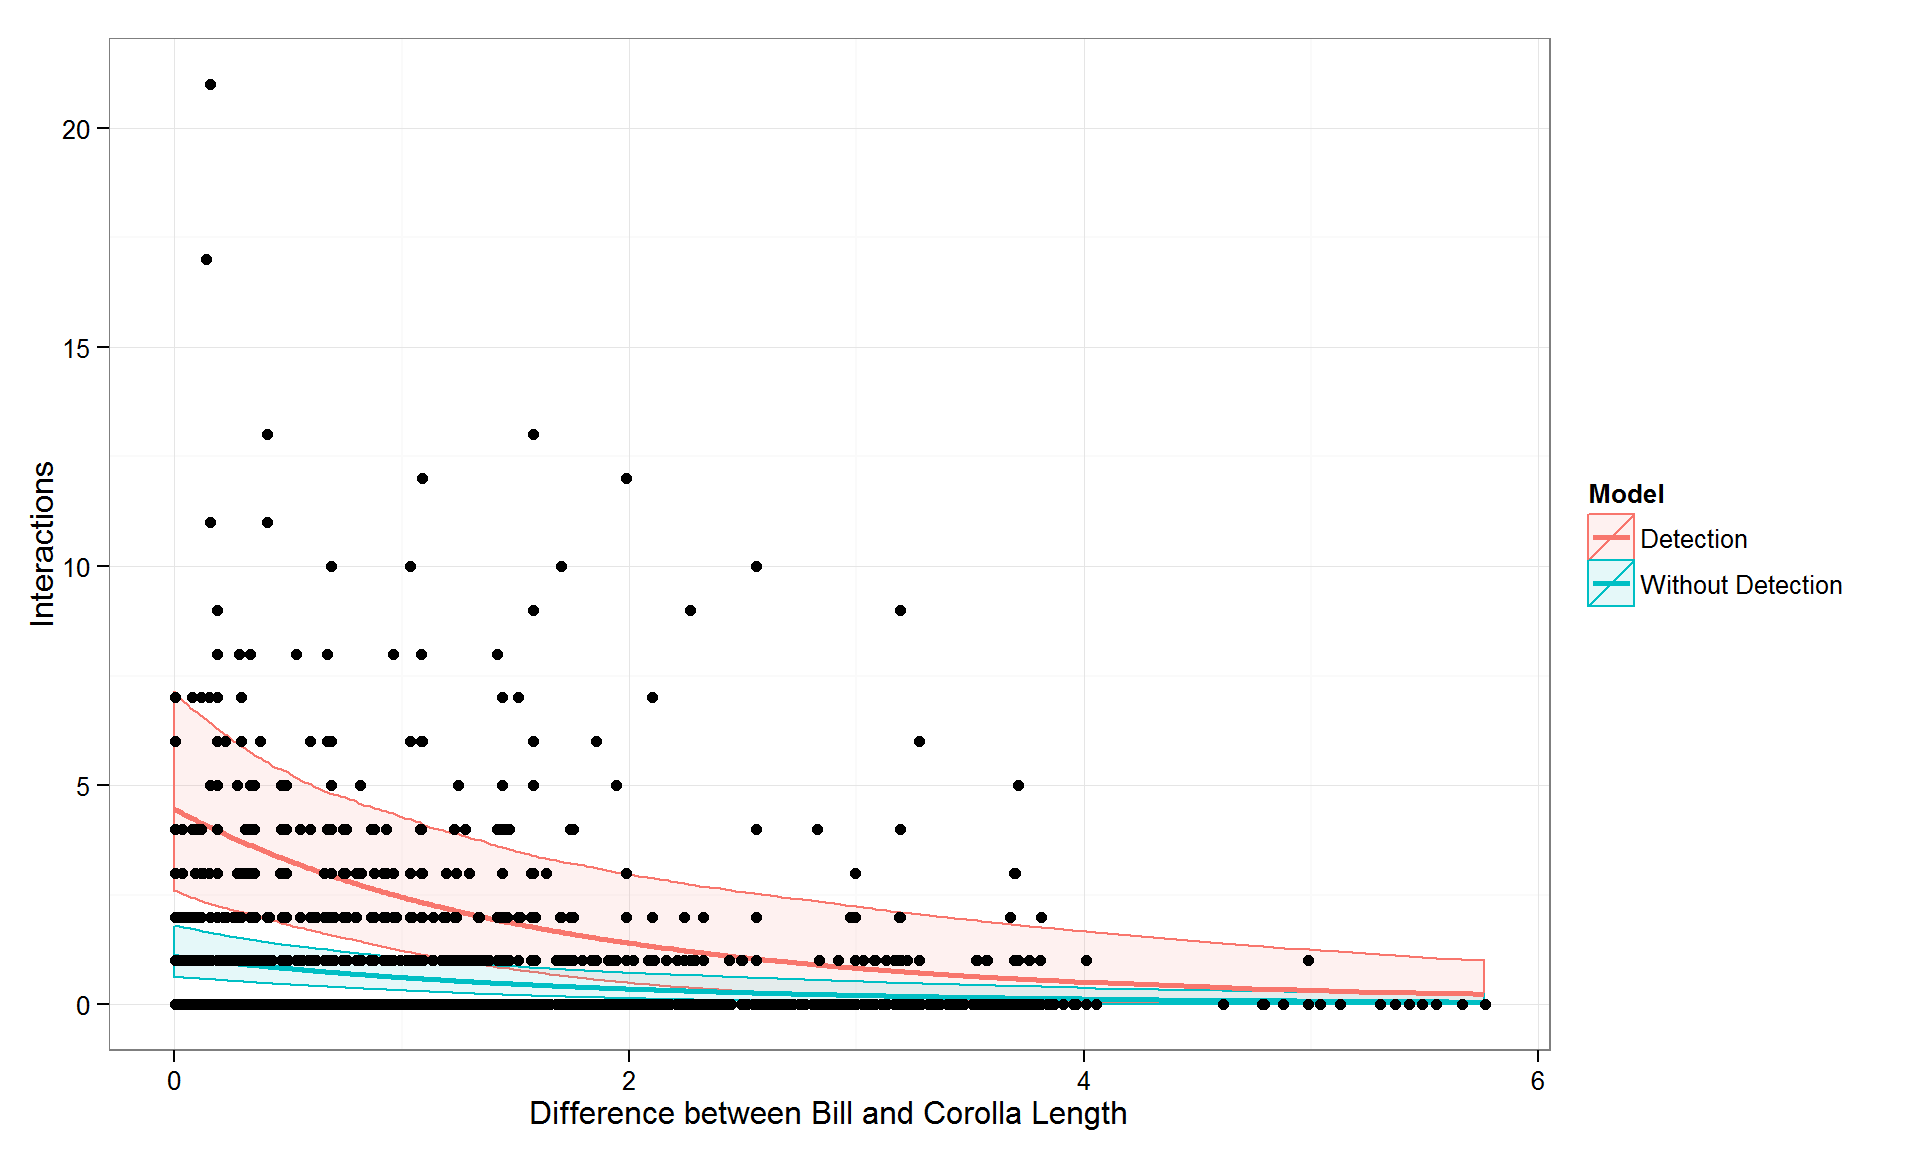 20
15
10
5
0
Interactions
0 2 4 6
Difference between Bill and Corolla Length
Model
Detection
Without Detection